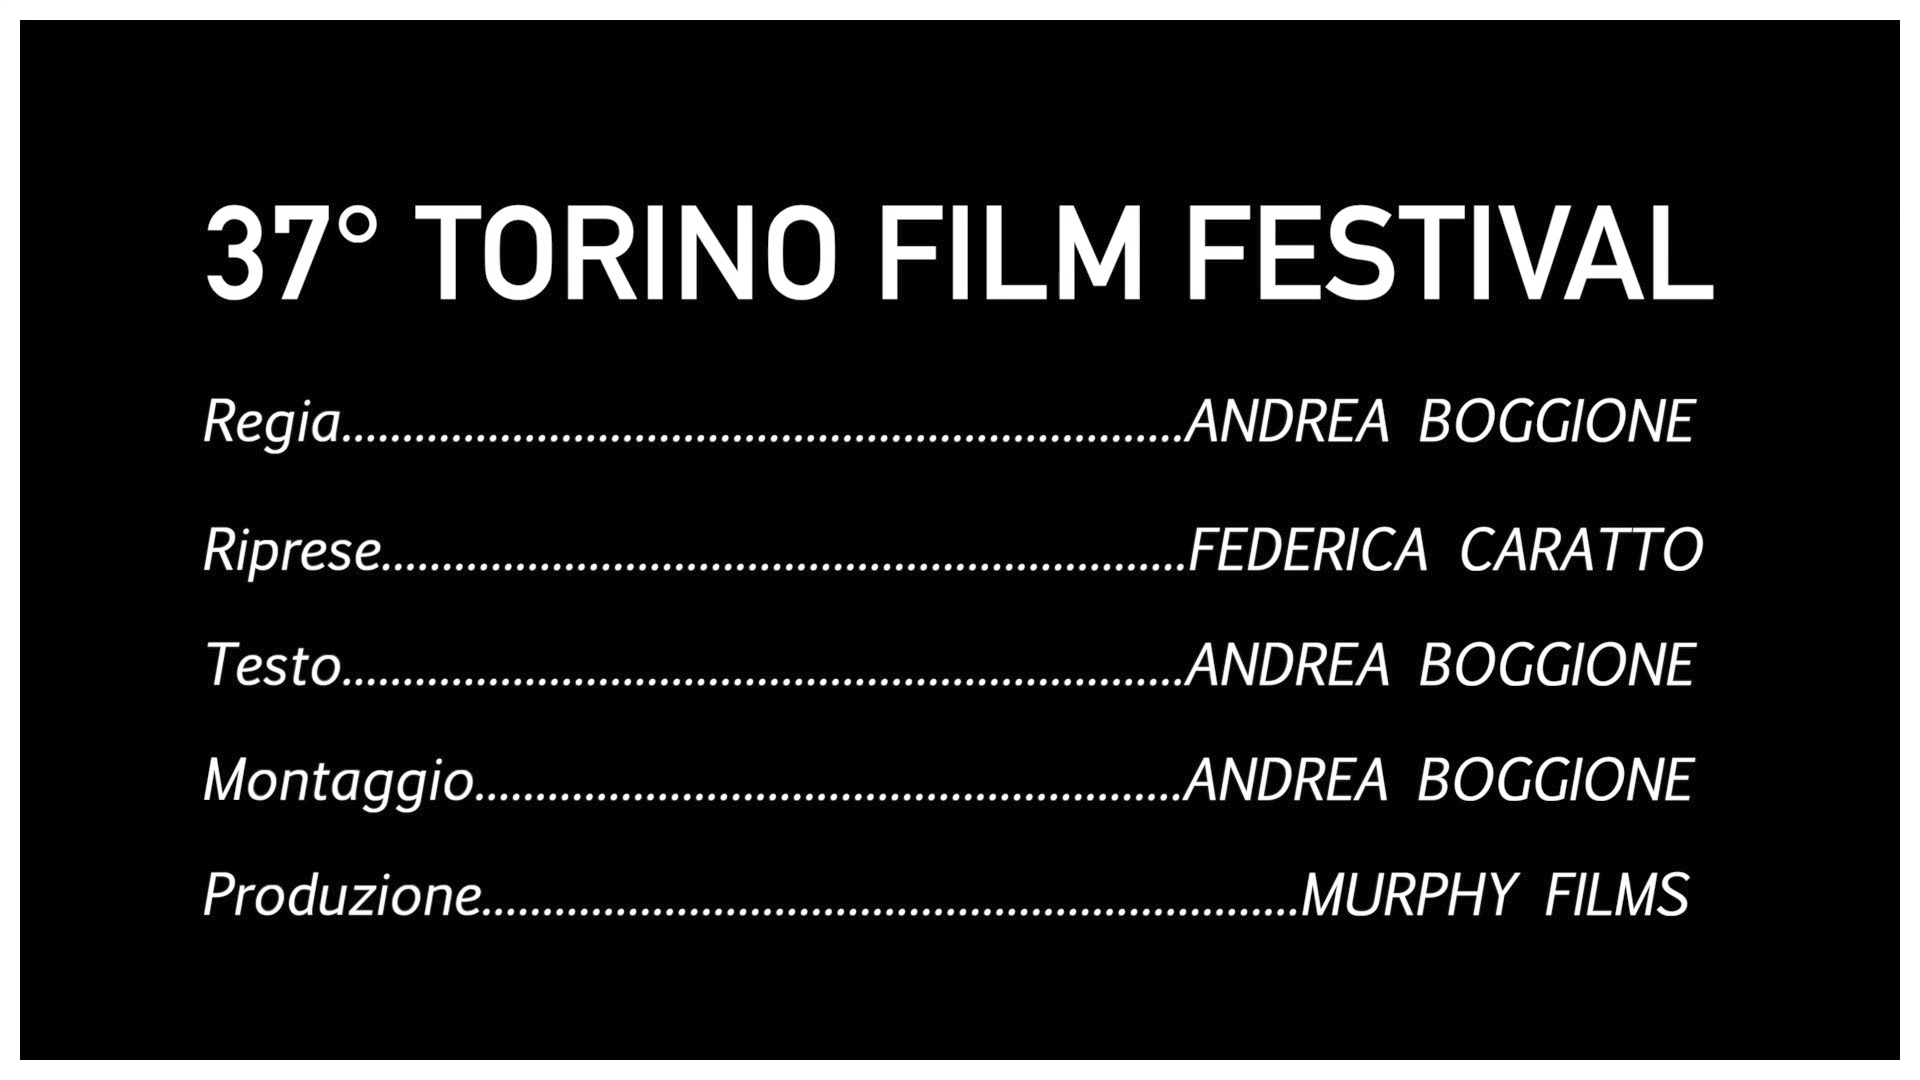 37° TORINO FILM FESTIVAL
Regia.....................................................................ANDREA BOGGIONE
Riprese..................................................................FEDERICA CARATTO
Testo.....................................................................ANDREA BOGGIONE
Montaggio..........................................................ANDREA BOGGIONE
Produzione...................................................................MURPHY FILMS